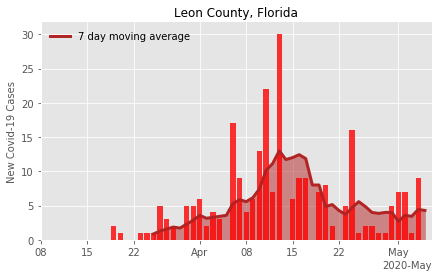 Leon County, Florida
7 day moving average
New Covid-19 Cases
30
25
20
15
10
5
0
08 15 22 Apr 08 15 22 May
2020-May